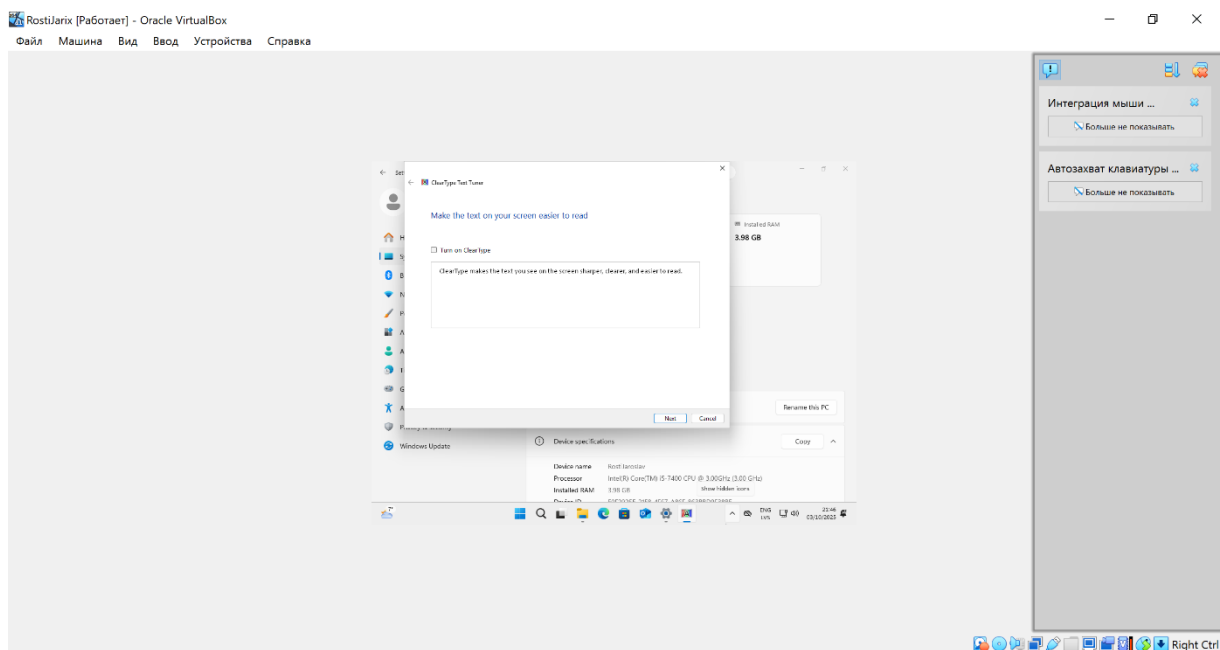 RostiJarix [Работает] - Oracle VirtualBox
Файл Машина Вид Ввод Устройства Справка
Интеграция мыши ...
Больше не показывать
Автозахват клавиатуры ...
Больше не показывать
ClearType Text Tuner
Make the text on your screen easier to read
Turn on ClearType
ClearType makes the text you see on the screen sharper, clearer, and easier to read.
Next Cancel
Installed RAM
3.98 GB
Rename this PC
Windows Update
Device specifications
Copy
Device name Rost Iaroslav
Processor Intel(R) Core(TM) i5-7400 CPU @ 3.00GHz (3.00 GHz)
Installed RAM 3.98 GB
Show hidden icons
7°
ENG
LVN
21:46
03/10/2025
Right Ctrl